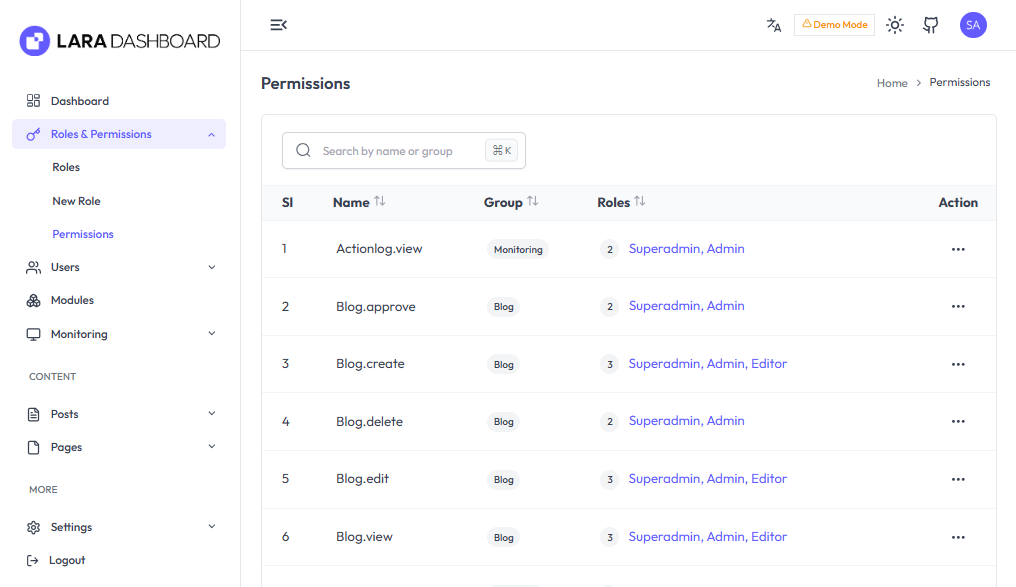 LARA DASHBOARD
Demo Mode
SA
Dashboard
Roles & Permissions
Roles
New Role
Permissions
Users
Modules
Monitoring
CONTENT
Posts
Pages
MORE
Settings
Logout
Permissions
Home > Permissions
Search by name or group ⌘ K
Sl Name Group Roles Action
1 Actionlog.view Monitoring 2 Superadmin, Admin
2 Blog.approve Blog 2 Superadmin, Admin
3 Blog.create Blog 3 Superadmin, Admin, Editor
4 Blog.delete Blog 2 Superadmin, Admin
5 Blog.edit Blog 3 Superadmin, Admin, Editor
6 Blog.view Blog 3 Superadmin, Admin, Editor